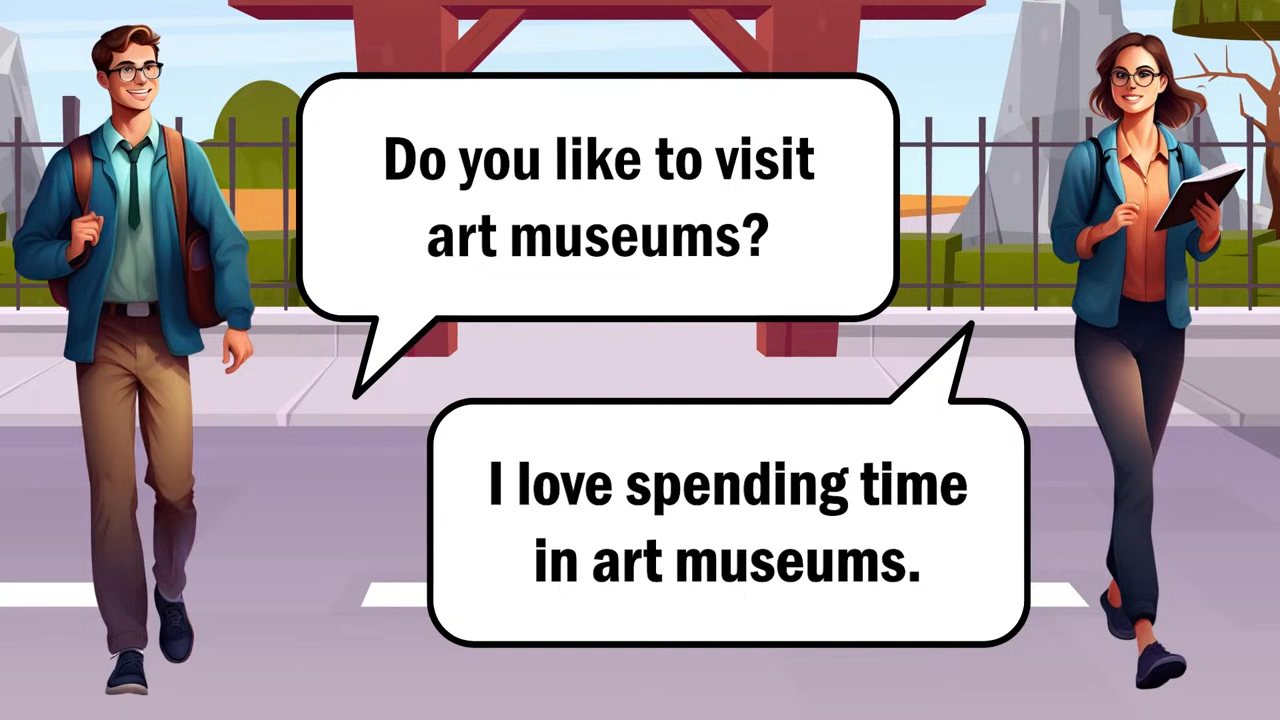 Do you like to visit
art museums?
I love spending time
in art museums.